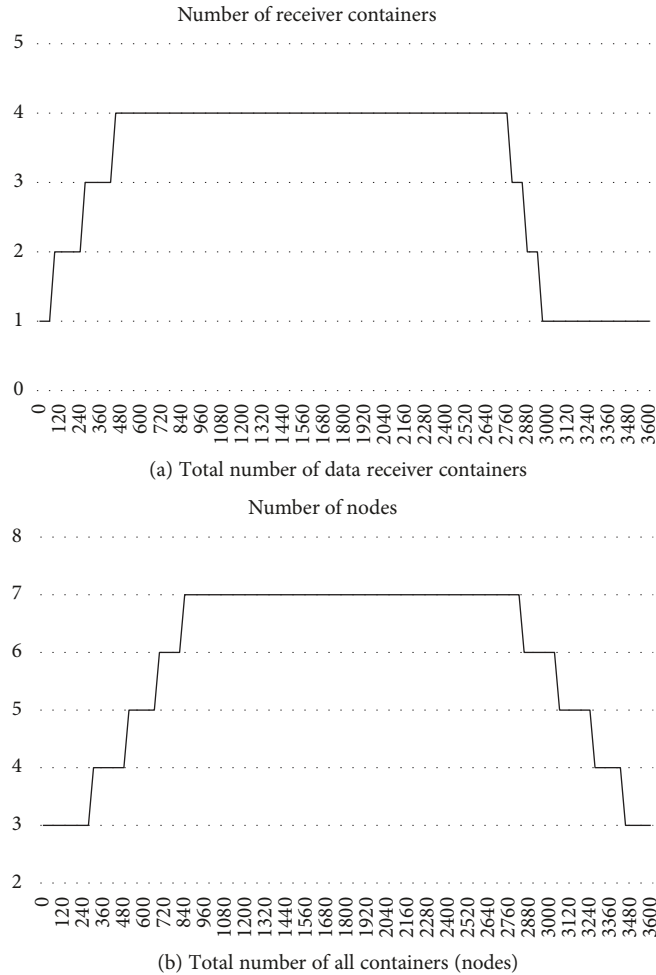 Number of receiver containers
5
4
3
2
1
0
0 120 240 360 480 600 720 840 960 1080 1200 1320 1440 1560 1680 1800 1920 2040 2160 2280 2400 2520 2640 2760 2880 3000 3120 3240 3360 3480 3600
(a) Total number of data receiver containers
Number of nodes
8
7
6
5
4
3
2
0 120 240 360 480 600 720 840 960 1080 1200 1320 1440 1560 1680 1800 1920 2040 2160 2280 2400 2520 2640 2760 2880 3000 3120 3240 3360 3480 3600
(b) Total number of all containers (nodes)